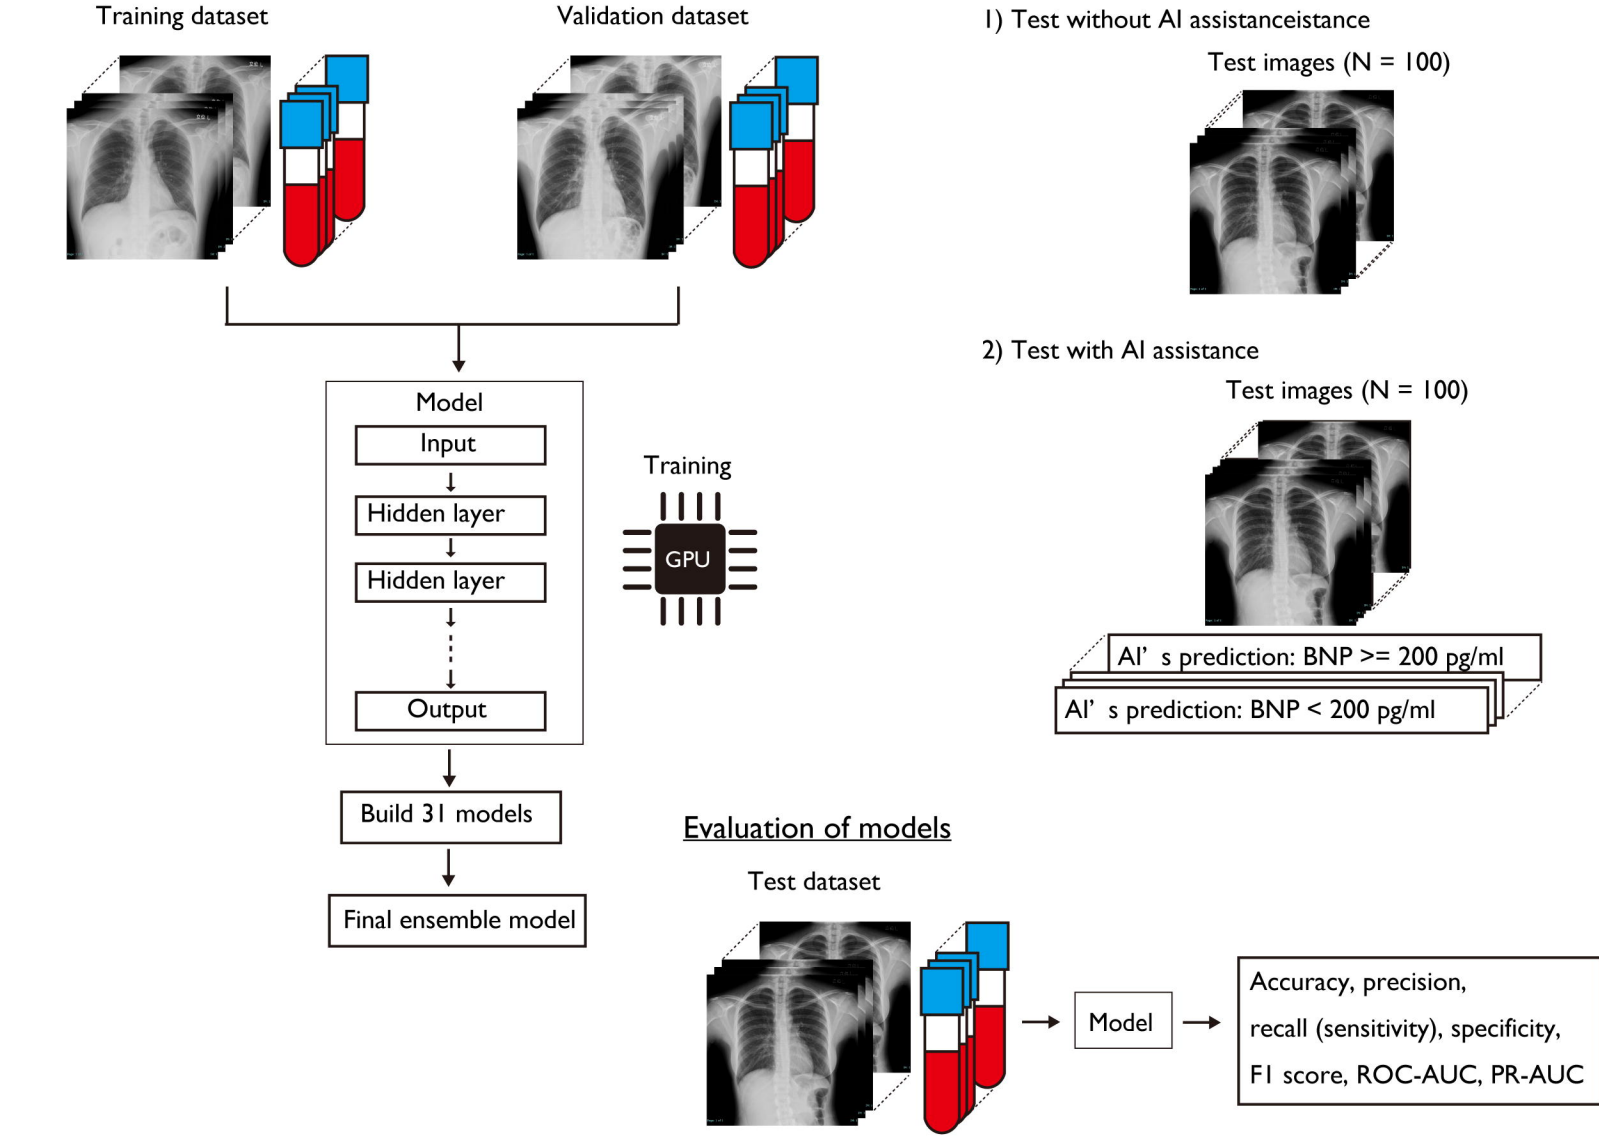 Training dataset
Validation dataset
Model
Input
Hidden layer
Hidden layer
Output
Training
GPU
Build 31 models
Final ensemble model
1) Test without AI assistanceistance
Test images (N = 100)
2) Test with AI assistance
Test images (N = 100)
AI’ s prediction: BNP >= 200 pg/ml
AI’ s prediction: BNP < 200 pg/ml
Evaluation of models
Test dataset
Model
Accuracy, precision,
recall (sensitivity), specificity,
F1 score, ROC-AUC, PR-AUC